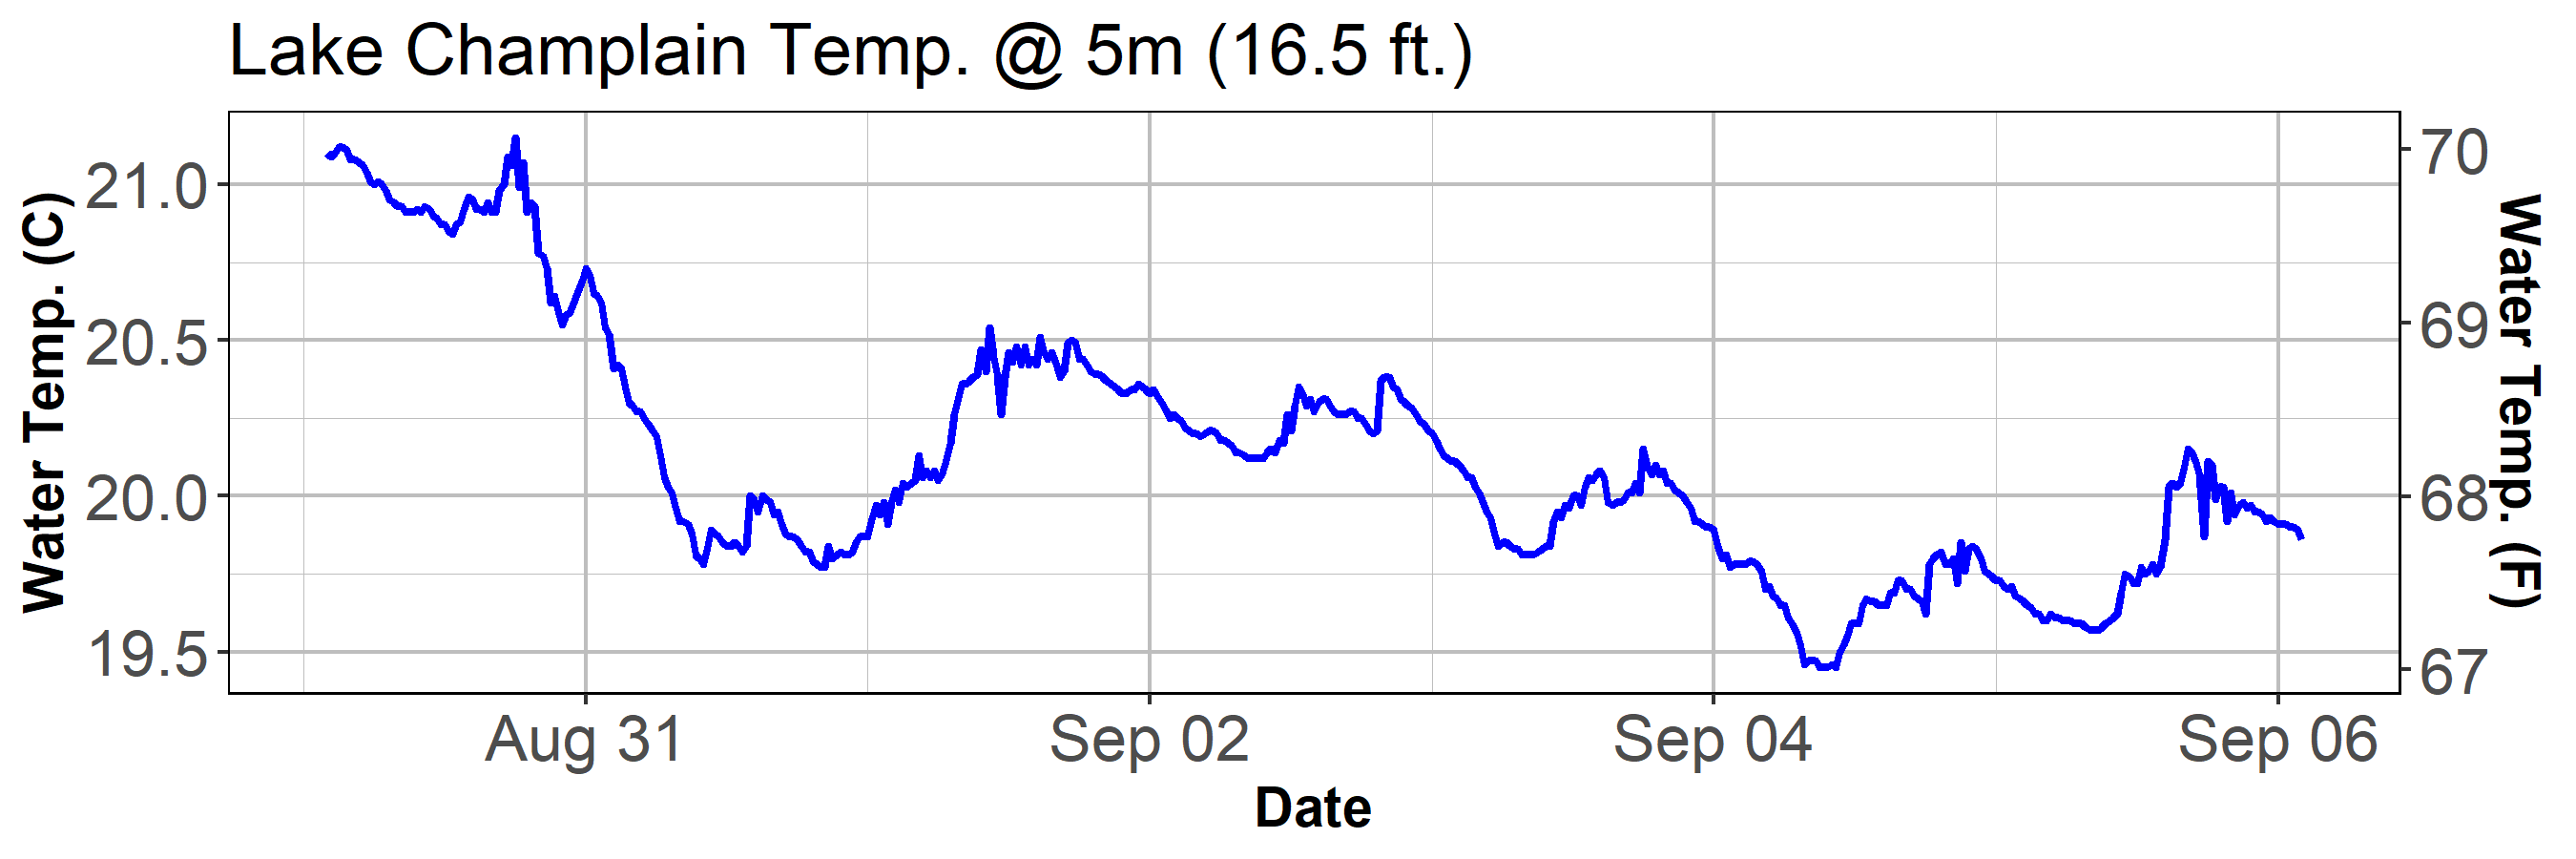 Lake Champlain Temp. @ 5m (16.5 ft.)
Water Temp. (C)
21.0
20.5
20.0
19.5
70
69
68
67
Water Temp. (F)
Aug 31 Sep 02 Sep 04 Sep 06
Date